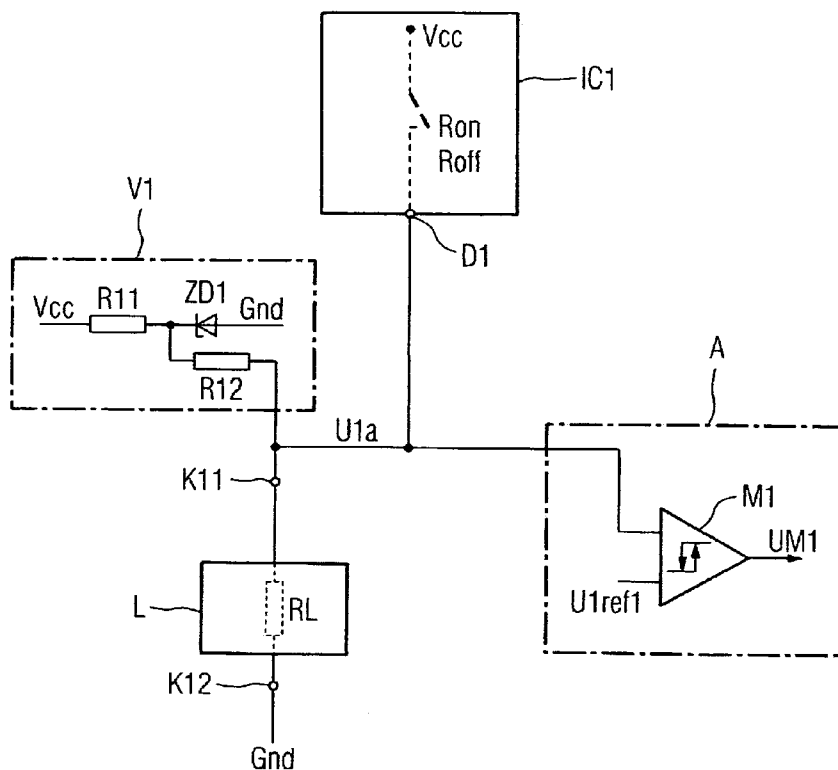 Vcc
IC1
Ron
Roff
V1
D1
ZD1
R11
Gnd
Vcc
R12
A
U1a
K11
M1
UM1
U1ref1
L
RL
K12
Gnd